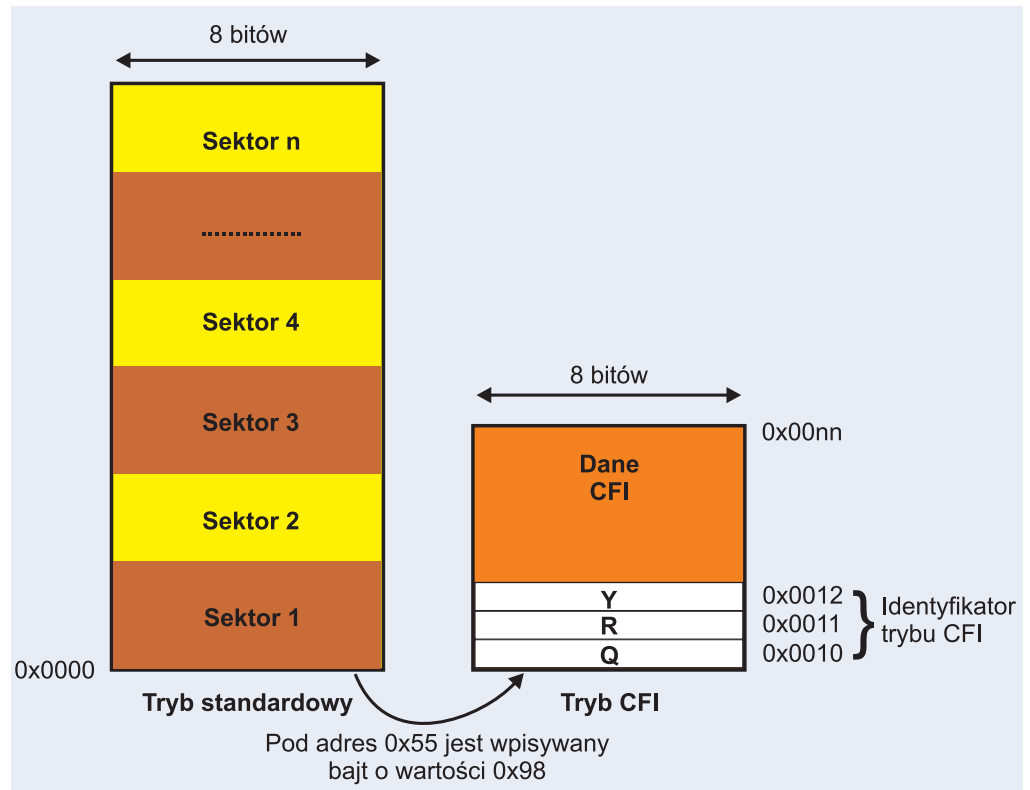 8 bitów
Sektor n
...............
Sektor 4
Sektor 3
Sektor 2
Sektor 1
0x0000
Tryb standardowy
8 bitów
0x00nn
Dane
CFI
Y
0x0012
R
0x0011
Q
0x0010
Identyfikator
trybu CFI
Tryb CFI
Pod adres 0x55 jest wpisywany
bajt o wartości 0x98